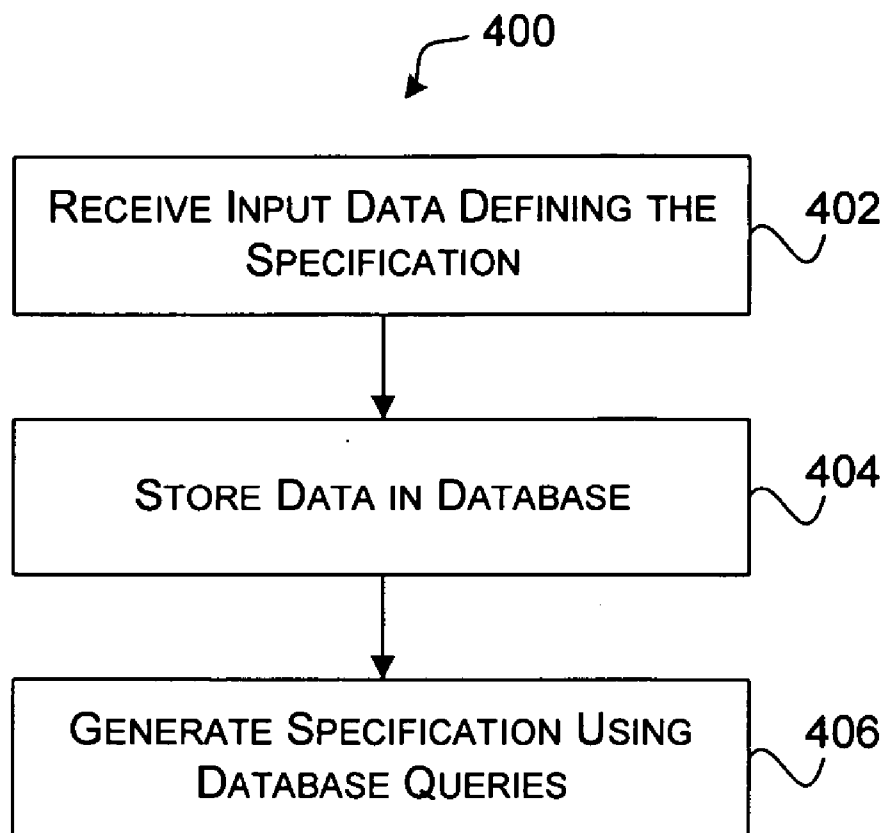 400
RECEIVE INPUT DATA DEFINING THE
SPECIFICATION
402
STORE DATA IN DATABASE
404
GENERATE SPECIFICATION USING
DATABASE QUERIES
406